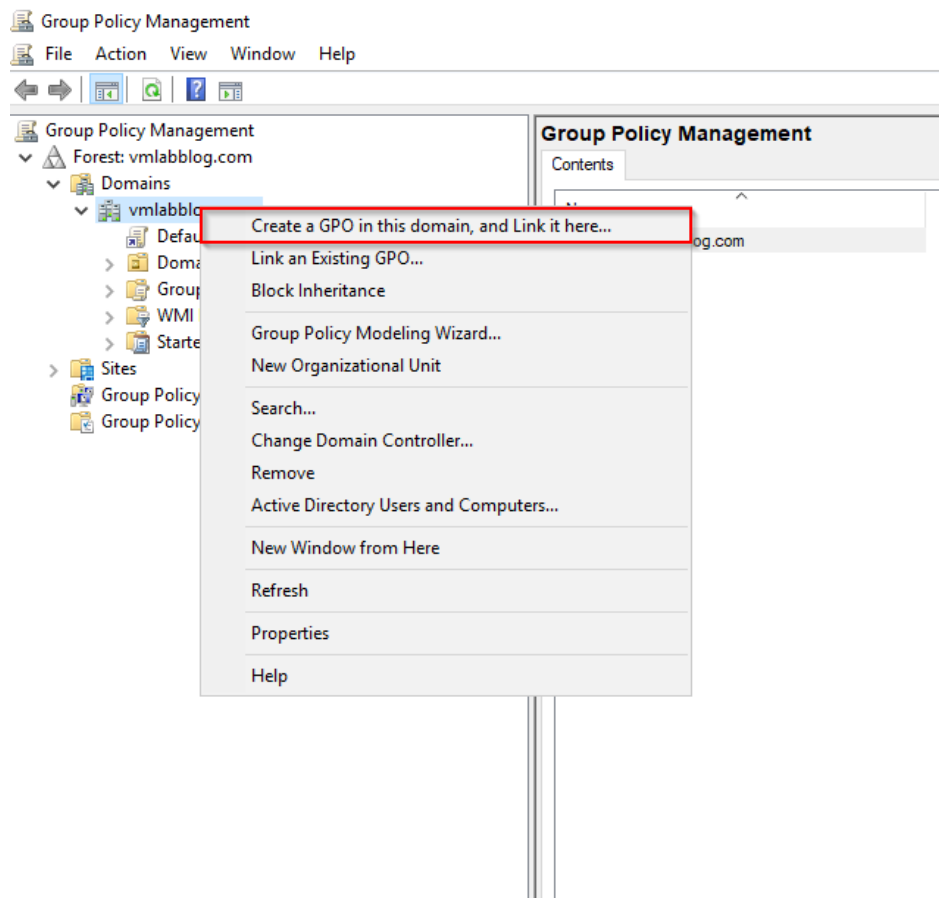 Group Policy Management
File Action View Window Help
Group Policy Management
Forest: vmlabblog.com
Domains
vmlabblo
Defau
Doma
Group
WMI
Starte
Sites
Group Policy
Group Policy
Create a GPO in this domain, and Link it here...
Link an Existing GPO...
Block Inheritance
Group Policy Modeling Wizard...
New Organizational Unit
Search...
Change Domain Controller...
Remove
Active Directory Users and Computers...
New Window from Here
Refresh
Properties
Help
Group Policy Management
Contents
og.com